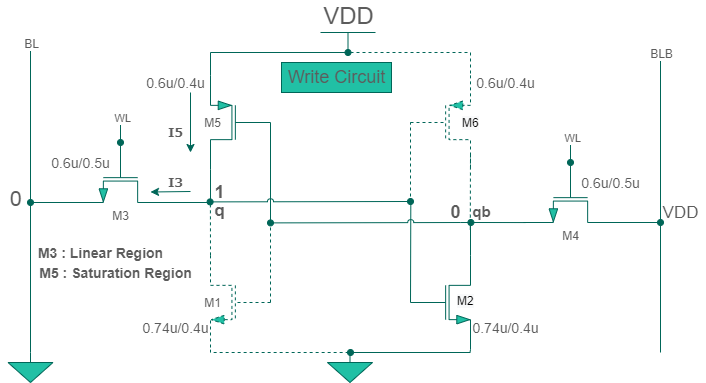 VDD
BL
BLB
Write Circuit
0.6u/0.4u
0.6u/0.4u
M5
M6
I5
WL
WL
0.6u/0.5u
0.6u/0.5u
I3
1
0
q
0
qb
VDD
M3
M4
M3 : Linear Region
M5 : Saturation Region
M1
M2
0.74u/0.4u
0.74u/0.4u